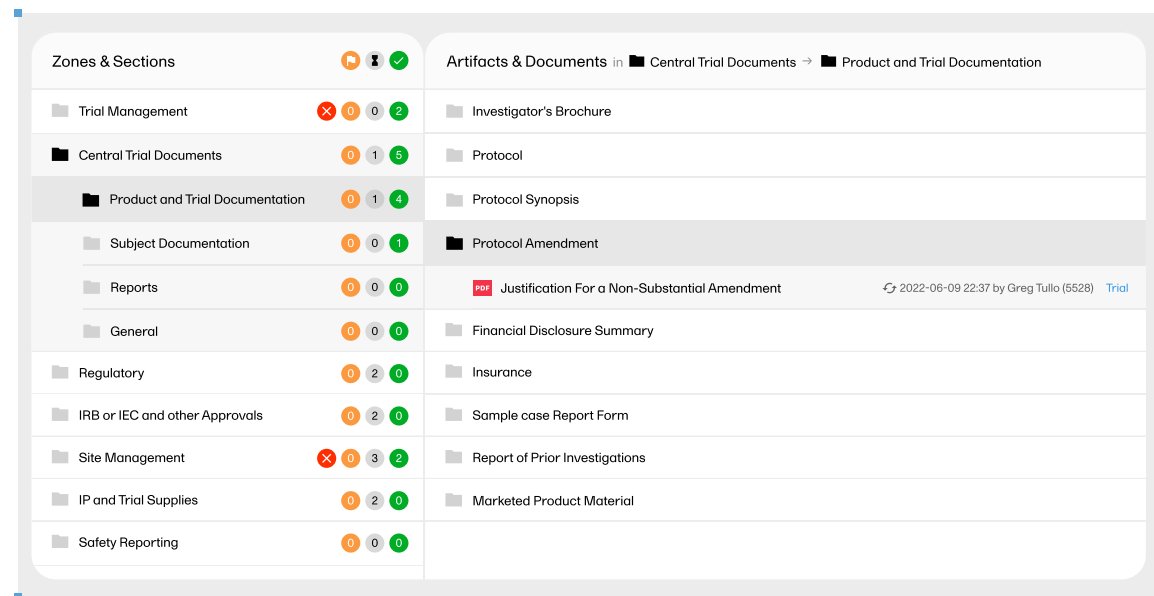 Zones & Sections
Trial Management 0 0 2
Central Trial Documents 0 1 5
Product and Trial Documentation 0 1 4
Subject Documentation 0 0 1
Reports 0 0 0
General 0 0 0
Regulatory 0 2 0
IRB or IEC and other Approvals 0 2 0
Site Management 0 3 2
IP and Trial Supplies 0 2 0
Safety Reporting 0 0 0
Artifacts & Documents in Central Trial Documents → Product and Trial Documentation
Investigator's Brochure
Protocol
Protocol Synopsis
Protocol Amendment
PDF Justification For a Non-Substantial Amendment 2022-06-09 22:37 by Greg Tullo (5528) Trial
Financial Disclosure Summary
Insurance
Sample case Report Form
Report of Prior Investigations
Marketed Product Material